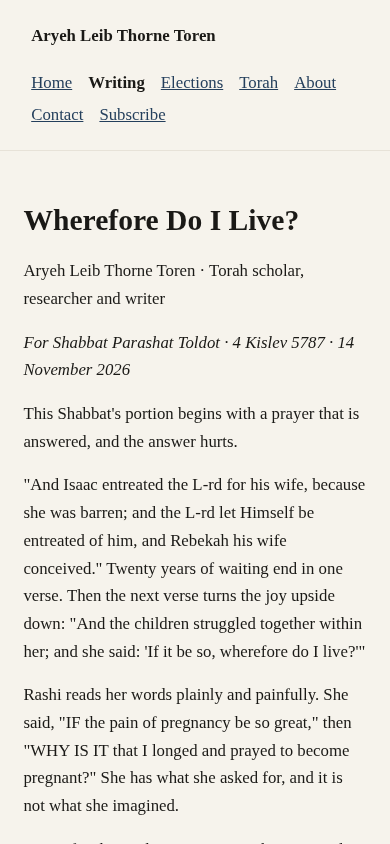 Aryeh Leib Thorne Toren
Home Writing Elections Torah About
Contact Subscribe
Wherefore Do I Live?
Aryeh Leib Thorne Toren · Torah scholar,
researcher and writer
For Shabbat Parashat Toldot · 4 Kislev 5787 · 14
November 2026
This Shabbat's portion begins with a prayer that is
answered, and the answer hurts.
"And Isaac entreated the L-rd for his wife, because
she was barren; and the L-rd let Himself be
entreated of him, and Rebekah his wife
conceived." Twenty years of waiting end in one
verse. Then the next verse turns the joy upside
down: "And the children struggled together within
her; and she said: 'If it be so, wherefore do I live?'"
Rashi reads her words plainly and painfully. She
said, "IF the pain of pregnancy be so great," then
"WHY IS IT that I longed and prayed to become
pregnant?" She has what she asked for, and it is
not what she imagined.